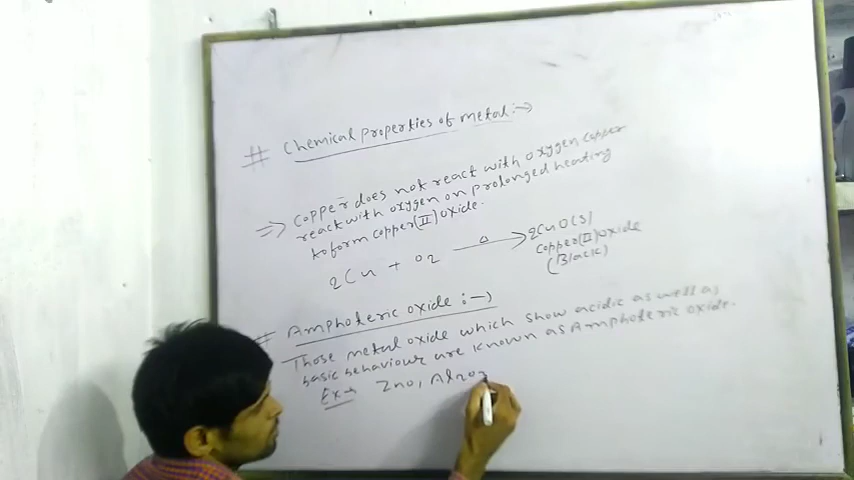 # Chemical properties of metal :→
⇒ Copper does not react with oxygen copper
react with oxygen on prolonged heating
to form copper (II) oxide.
2Cu + O2 —Δ→ 2CuO(s)
Copper(II) oxide
(Black)
# Amphoteric oxide :→
Those metal oxide which show acidic as well as
basic behaviour are known as Amphoteric oxide.
Ex→ ZnO, Al2O3